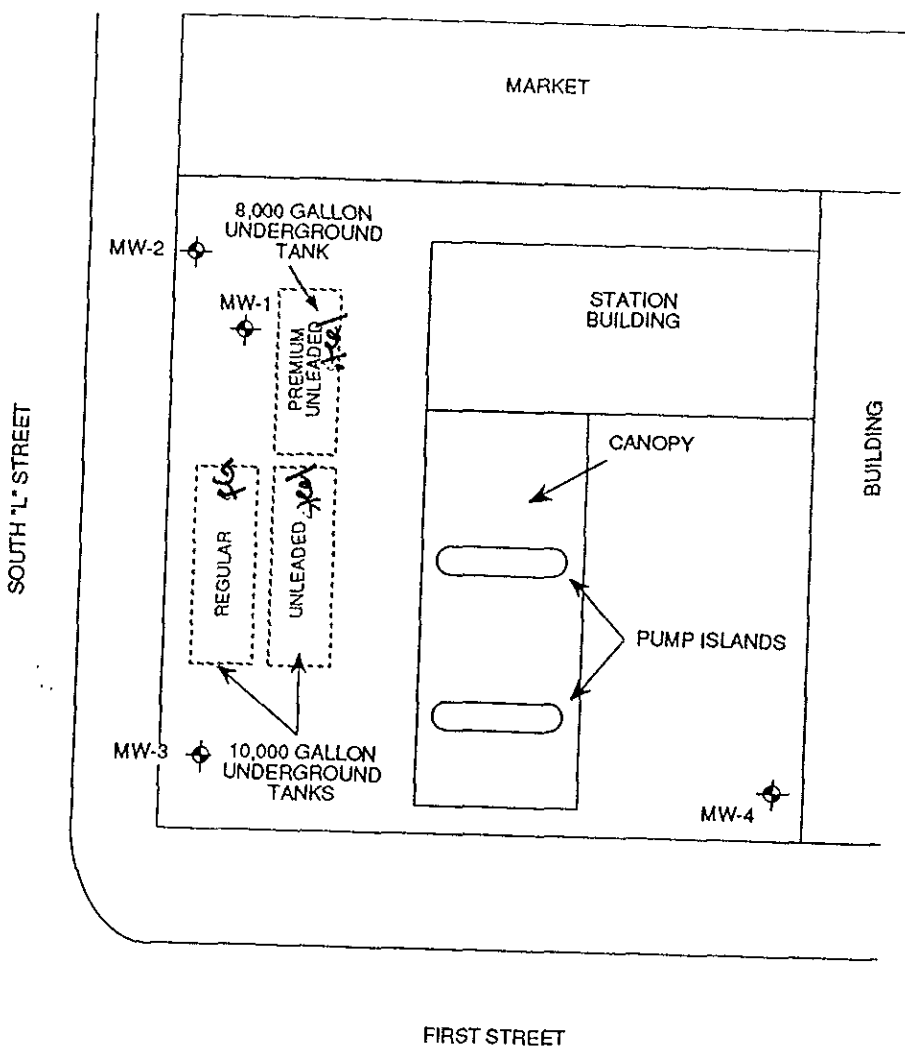 MARKET
8,000 GALLON
UNDERGROUND
TANK
MW-2
MW-1
PREMIUM
UNLEADED
STATION
BUILDING
SOUTH "L" STREET
CANOPY
BUILDING
REGULAR
UNLEADED
PUMP ISLANDS
MW-3
10,000 GALLON
UNDERGROUND
TANKS
MW-4
FIRST STREET